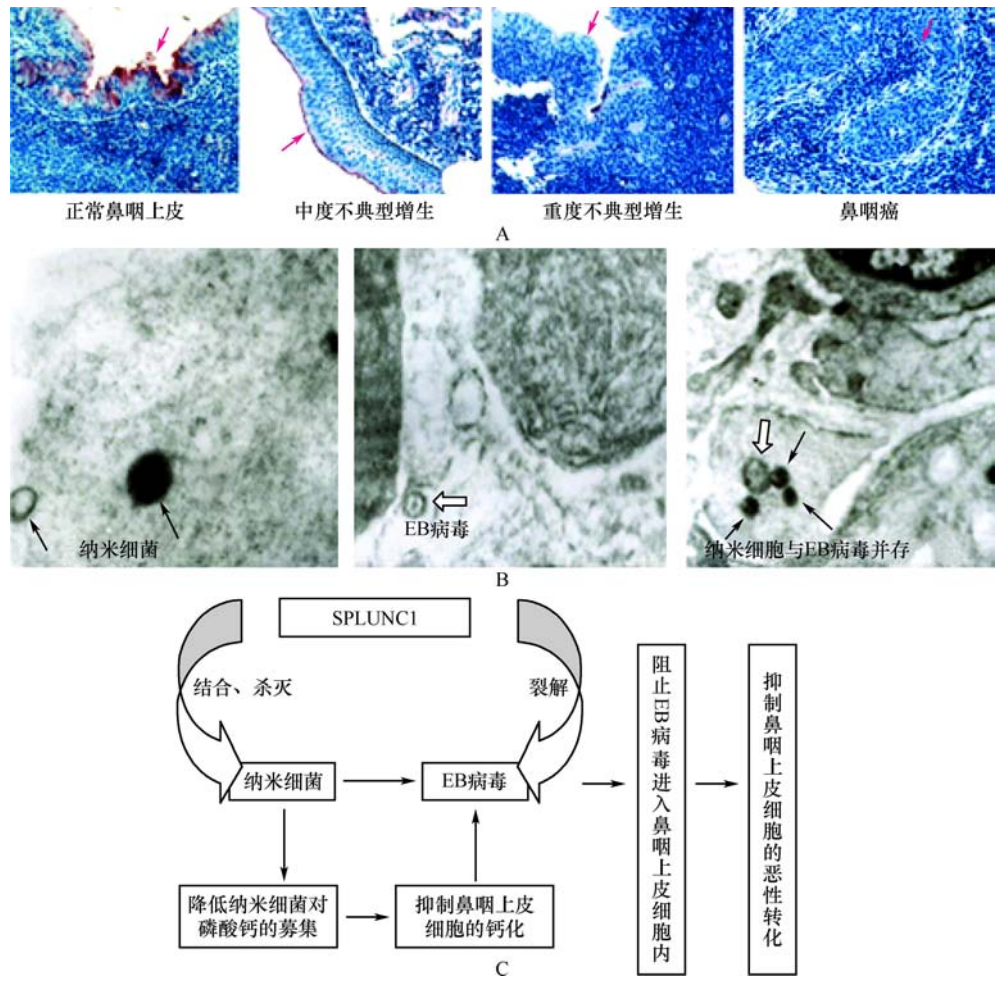 正常鼻咽上皮
中度不典型增生
重度不典型增生
鼻咽癌
A
纳米细菌
EB病毒
纳米细胞与EB病毒并存
B
SPLUNC1
结合、杀灭
裂解
纳米细菌
EB病毒
降低纳米细菌对
磷酸钙的募集
抑制鼻咽上皮
细胞的钙化
阻止EB病毒进入鼻咽上皮细胞内
抑制鼻咽上皮细胞的恶性转化
C